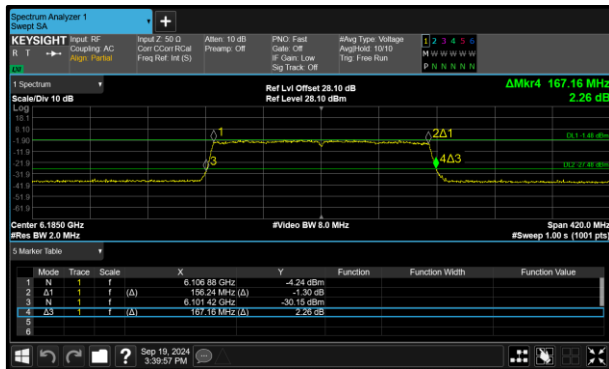 Spectrum Analyzer 1
Swept SA
KEYSIGHT Input: RF Input Z: 50 Ω Atten: 10 dB PNO: Fast #Avg Type: Voltage 1 2 3 4 5 6
R T Coupling: AC Corr CCorr RCal Preamp: Off Gate: Off Avg|Hold: 10/10 M W W W W W
Align: Partial Freq Ref: Int (S) IF Gain: Low Trig: Free Run P N N N N N
Sig Track: Off
1 Spectrum Ref Lvl Offset 28.10 dB ΔMkr4 167.16 MHz
Scale/Div 10 dB Ref Level 28.10 dBm 2.26 dB
Log
18.1
8.10
-1.90
-11.9
-21.9
-31.9
-41.9
-51.9
-61.9
1
2Δ1
3
4Δ3
Center 6.1850 GHz #Video BW 8.0 MHz Span 420.0 MHz
#Res BW 2.0 MHz #Sweep 1.00 s (1001 pts)
5 Marker Table
Mode Trace Scale X Y Function Function Width Function Value
1 N 1 f 6.106 88 GHz -4.24 dBm
2 Δ1 1 f (Δ) 156.24 MHz (Δ) -1.30 dB
3 N 1 f 6.101 42 GHz -30.15 dBm
4 Δ3 1 f (Δ) 167.16 MHz (Δ) 2.26 dB
5
6
Sep 19, 2024
3:39:57 PM